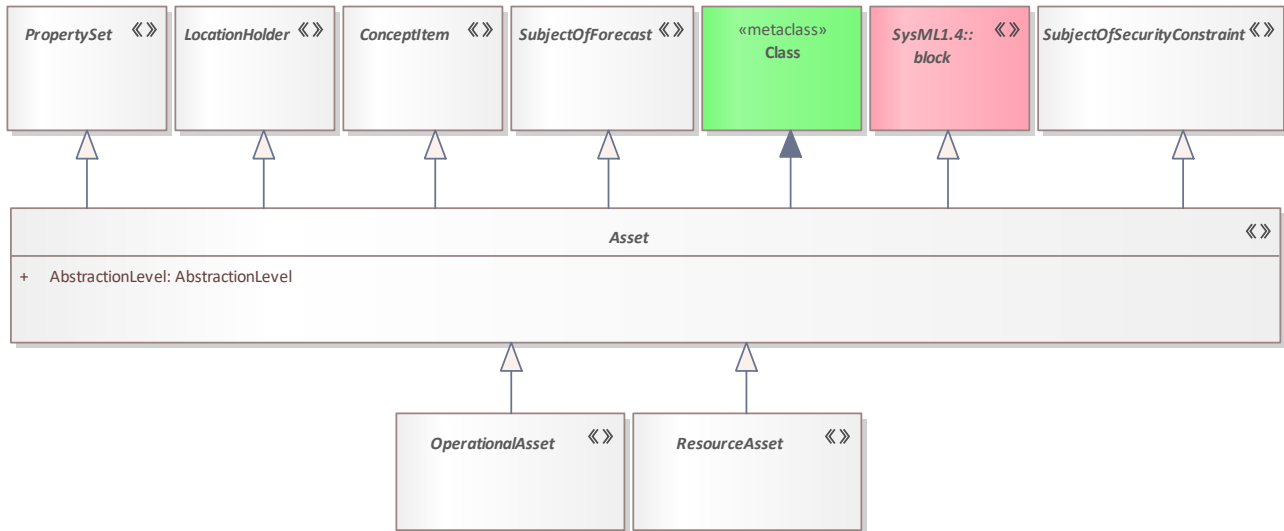 PropertySet «»
LocationHolder «»
ConceptItem «»
SubjectOfForecast «»
«metaclass»
Class
SysML1.4::
block «»
SubjectOfSecurityConstraint «»
Asset «»
+ AbstractionLevel: AbstractionLevel
OperationalAsset «»
ResourceAsset «»